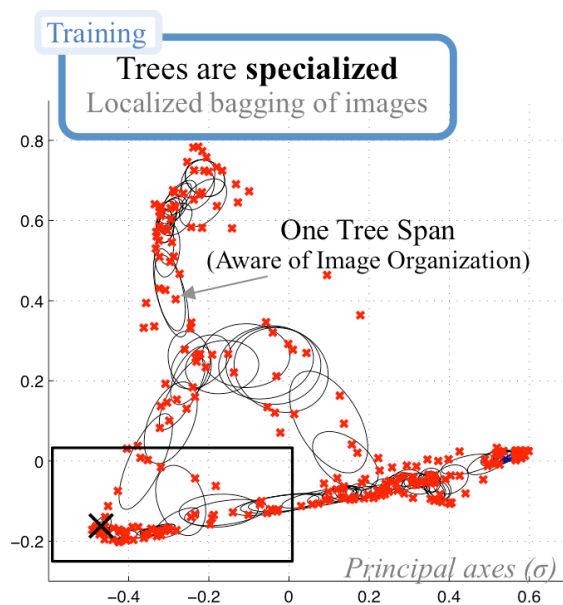 Training
Trees are specialized
Localized bagging of images
0.8
0.6
One Tree Span
(Aware of Image Organization)
0.4
0.2
0
−0.2
Principal axes (σ)
−0.4
−0.2
0
0.2
0.4
0.6